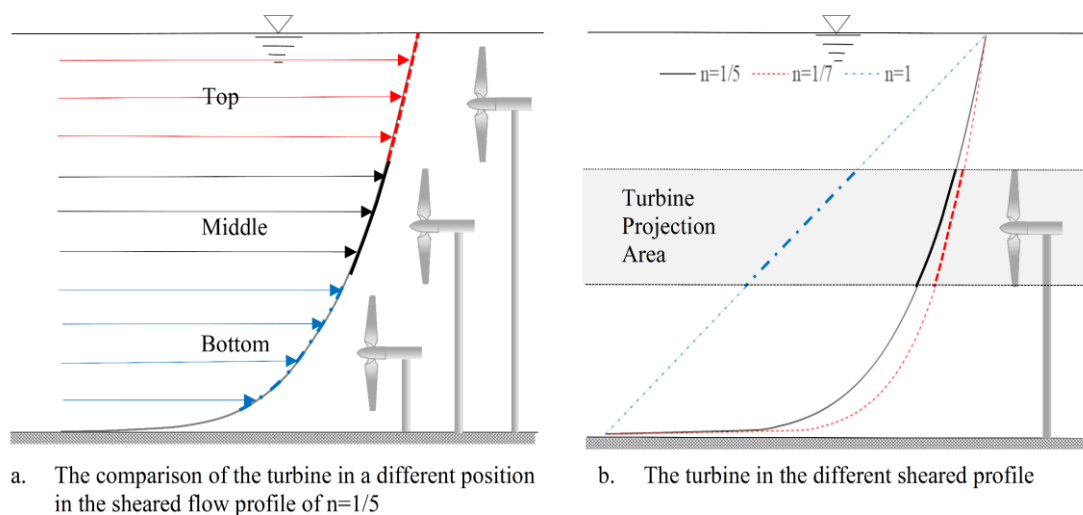 Top
Middle
Bottom
a. The comparison of the turbine in a different position
in the sheared flow profile of n=1/5
n=1/5 n=1/7 n=1
Turbine
Projection
Area
b. The turbine in the different sheared profile